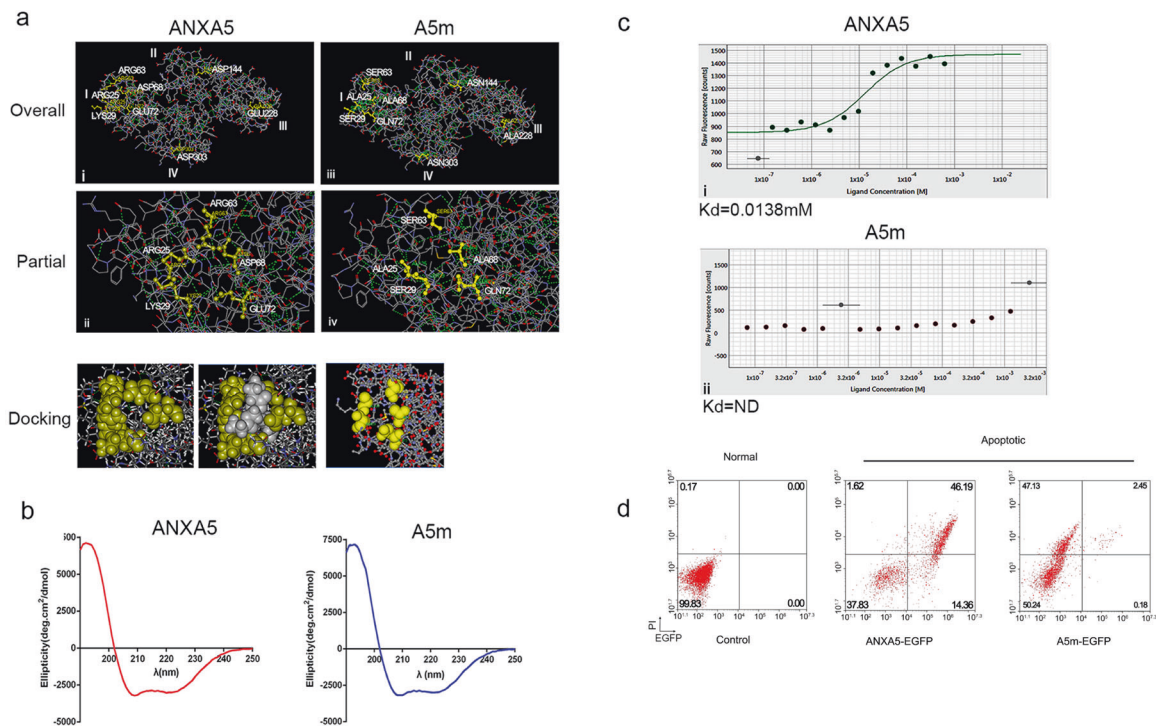 a
ANXA5
A5m
Overall
II
ARG63
ASP144
I
ASP68
ARG25
GLU72
LYS29
GLU228
III
ASP303
IV
i
II
SER63
ASN144
I
ALA25
ALA68
SER29
GLN72
III
ALA228
ASN303
IV
iii
Partial
ARG63
ARG25
ASP68
LYS29
GLU72
ii
SER63
ALA68
ALA25
SER29
GLN72
iv
Docking
b
ANXA5
7500
5000
2500
0
-2500
-5000
200 210 220 230 240 250
λ(nm)
Ellipticity(deg.cm²/dmol)
A5m
7500
5000
2500
0
-2500
-5000
200 210 220 230 240 250
λ(nm)
Ellipticity(deg.cm²/dmol)
c
ANXA5
1500
1400
1300
1200
1100
1000
900
800
700
600
Raw Fluorescence [counts]
1x10⁻⁷ 1x10⁻⁶ 1x10⁻⁵ 1x10⁻⁴ 1x10⁻³ 1x10⁻²
Ligand Concentration [M]
i
Kd=0.0138mM
A5m
1500
1000
500
0
-500
Raw Fluorescence [counts]
1x10⁻⁷ 3.2x10⁻⁷ 1x10⁻⁶ 3.2x10⁻⁶ 1x10⁻⁵ 3.2x10⁻⁵ 1x10⁻⁴ 3.2x10⁻⁴ 1x10⁻³ 3.2x10⁻³
Ligand Concentration [M]
ii
Kd=ND
d
Normal
Apoptotic
0.17 0.00
99.83 0.00
PI
EGFP
Control
1.62 46.19
37.83 14.36
ANXA5-EGFP
47.13 2.45
50.24 0.18
A5m-EGFP